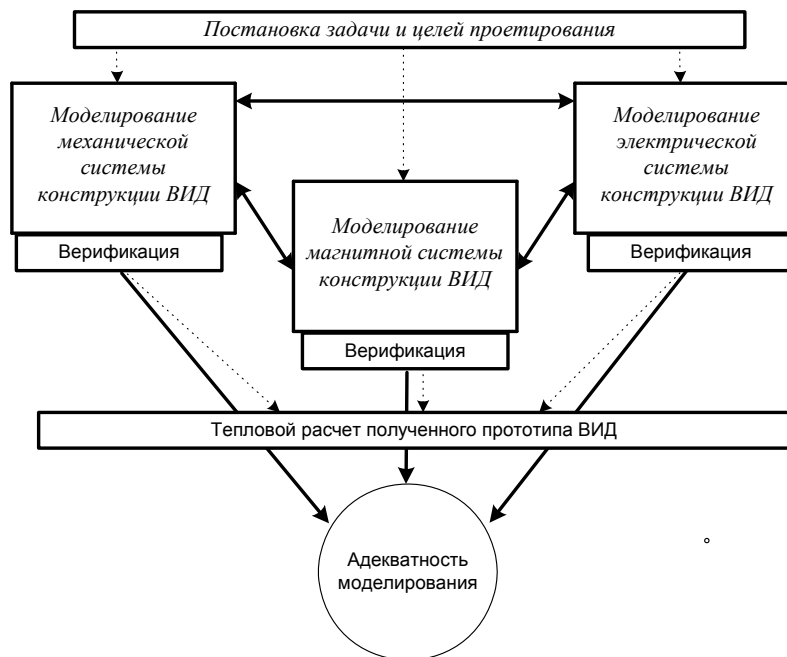 Постановка задачи и целей проетирования
Моделирование
механической
системы
конструкции ВИД
Верификация
Моделирование
магнитной системы
конструкции ВИД
Верификация
Моделирование
электрической
системы
конструкции ВИД
Верификация
Тепловой расчет полученного прототипа ВИД
Адекватность
моделирования